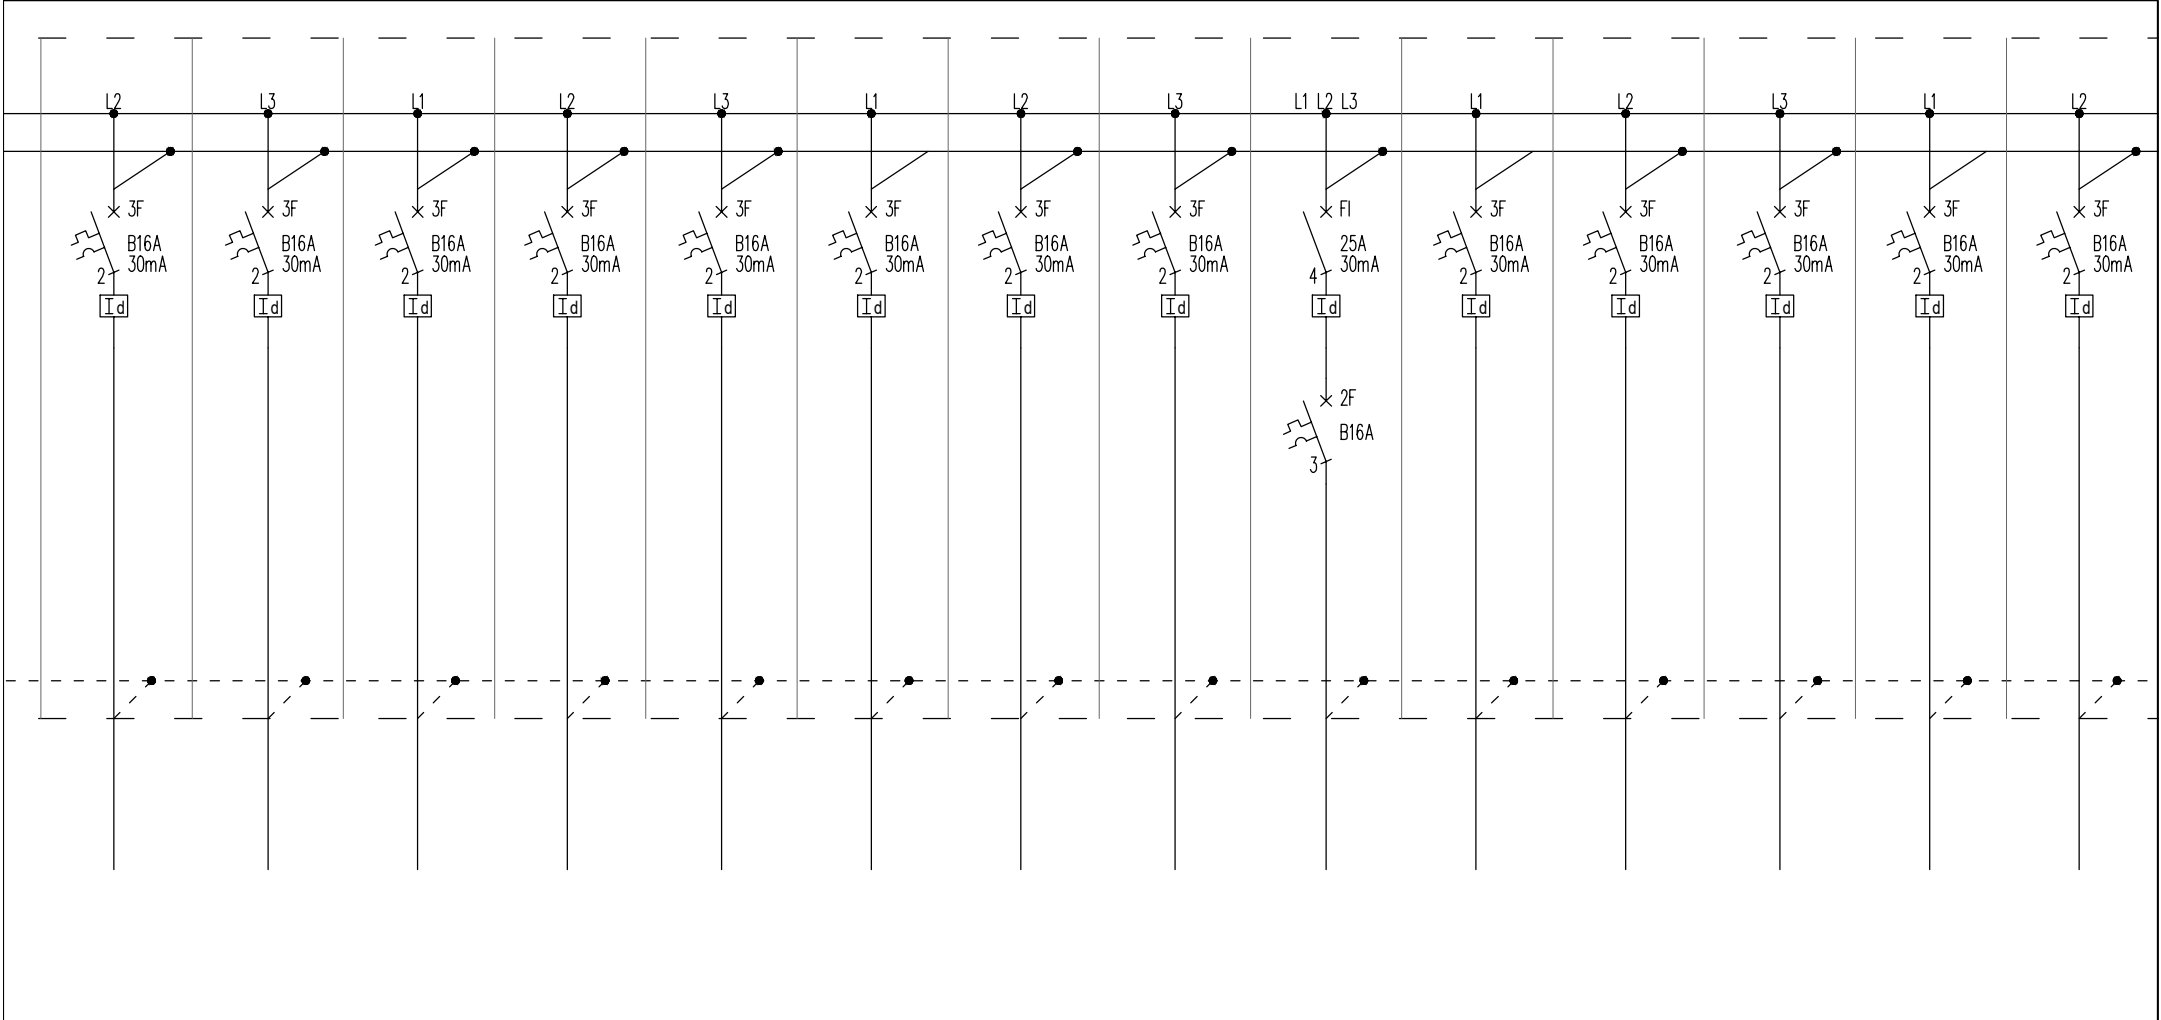 L2 L3 L1 L2 L3 L1 L2 L3 L1 L2 L3 L1 L2 L3 L1 L2
3F 3F 3F 3F 3F 3F 3F 3F FI 3F 3F 3F 3F 3F
B16A B16A B16A B16A B16A B16A B16A B16A 25A B16A B16A B16A B16A B16A
30mA 30mA 30mA 30mA 30mA 30mA 30mA 30mA 30mA 30mA 30mA 30mA 30mA 30mA
2 2 2 2 2 2 2 2 4 2 2 2 2 2
Id Id Id Id Id Id Id Id Id Id Id Id Id Id
2F
B16A
3